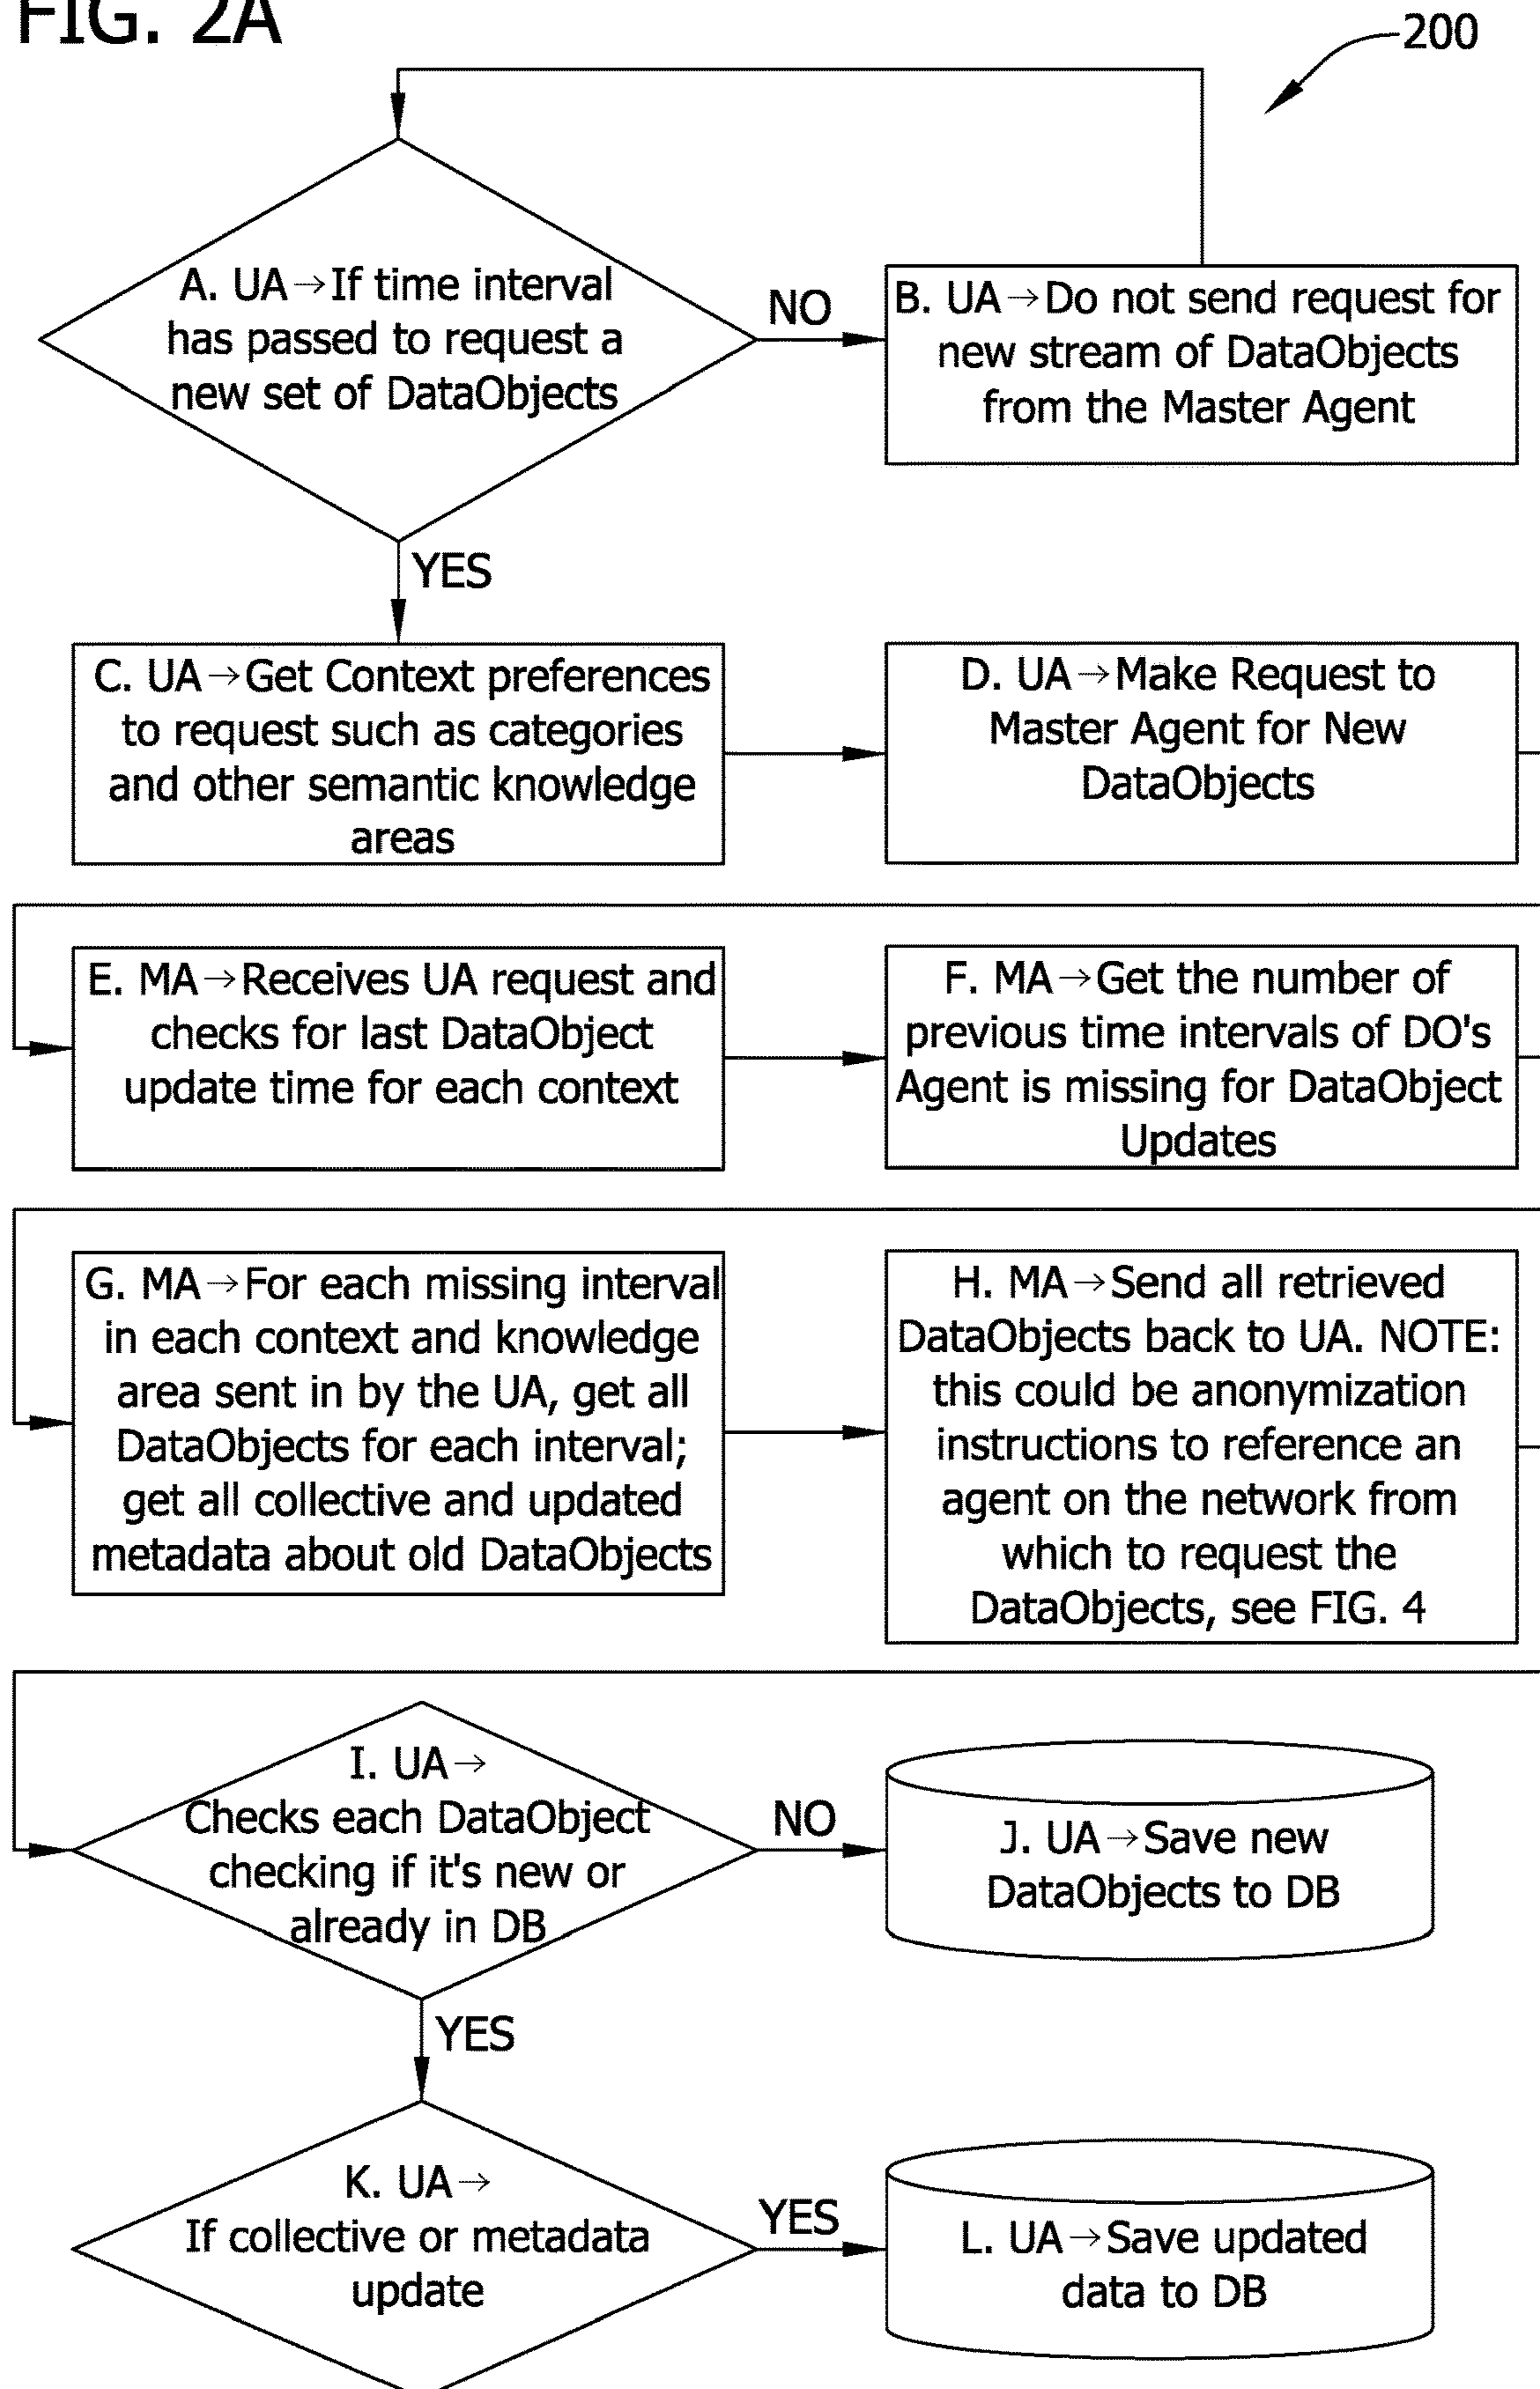 FIG. 2A
200
A. UA→If time interval
has passed to request a
new set of DataObjects
NO
B. UA→Do not send request for
new stream of DataObjects
from the Master Agent
YES
C. UA→Get Context preferences
to request such as categories
and other semantic knowledge
areas
D. UA→Make Request to
Master Agent for New
DataObjects
E. MA→Receives UA request and
checks for last DataObject
update time for each context
F. MA→Get the number of
previous time intervals of DO's
Agent is missing for DataObject
Updates
G. MA→For each missing interval
in each context and knowledge
area sent in by the UA, get all
DataObjects for each interval;
get all collective and updated
metadata about old DataObjects
H. MA→Send all retrieved
DataObjects back to UA. NOTE:
this could be anonymization
instructions to reference an
agent on the network from
which to request the
DataObjects, see FIG. 4
I. UA→
Checks each DataObject
checking if it's new or
already in DB
NO
J. UA→Save new
DataObjects to DB
YES
K. UA→
If collective or metadata
update
YES
L. UA→Save updated
data to DB